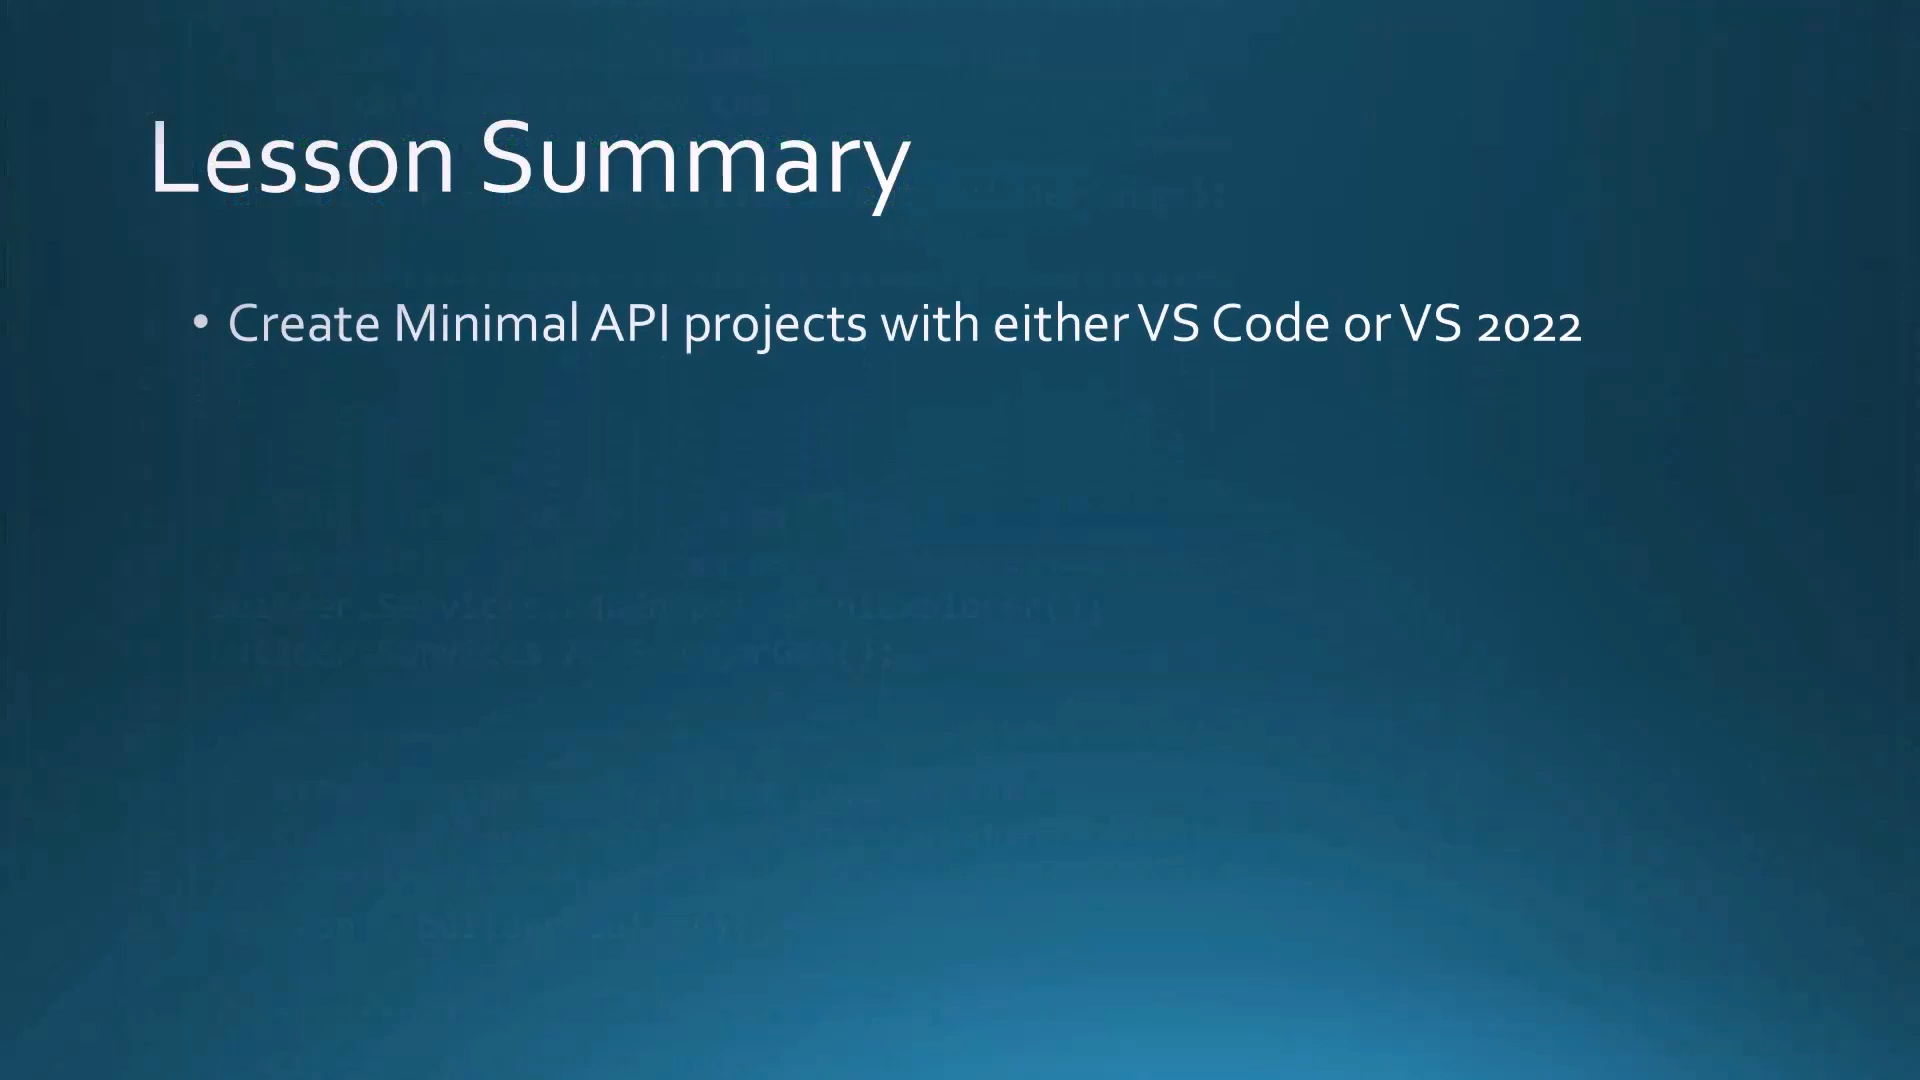 Lesson Summary
• Create Minimal API projects with either VS Code or VS 2022